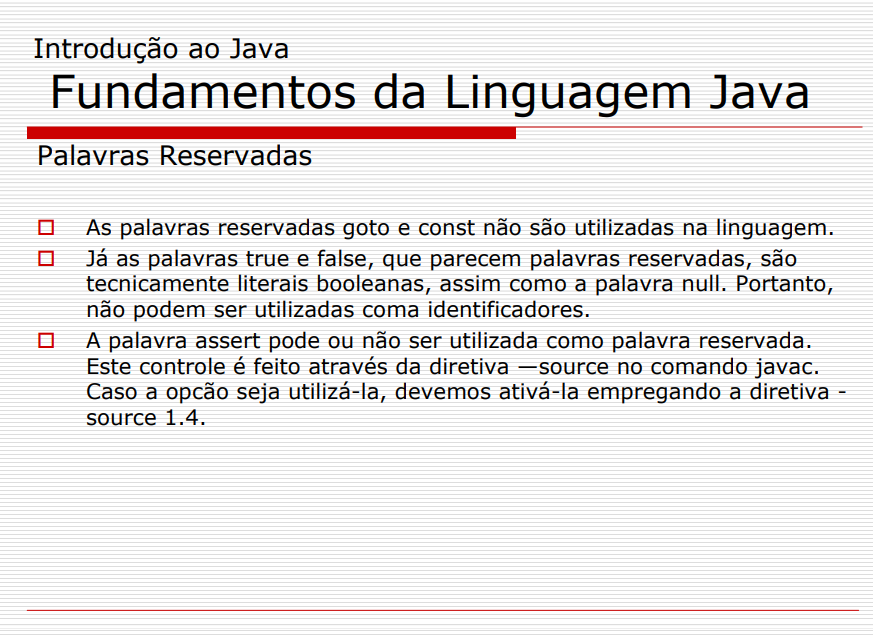 Introdução ao Java
Fundamentos da Linguagem Java
Palavras Reservadas
As palavras reservadas goto e const não são utilizadas na linguagem.
Já as palavras true e false, que parecem palavras reservadas, são
tecnicamente literais booleanas, assim como a palavra null. Portanto,
não podem ser utilizadas coma identificadores.
A palavra assert pode ou não ser utilizada como palavra reservada.
Este controle é feito através da diretiva —source no comando javac.
Caso a opcão seja utilizá-la, devemos ativá-la empregando a diretiva -
source 1.4.